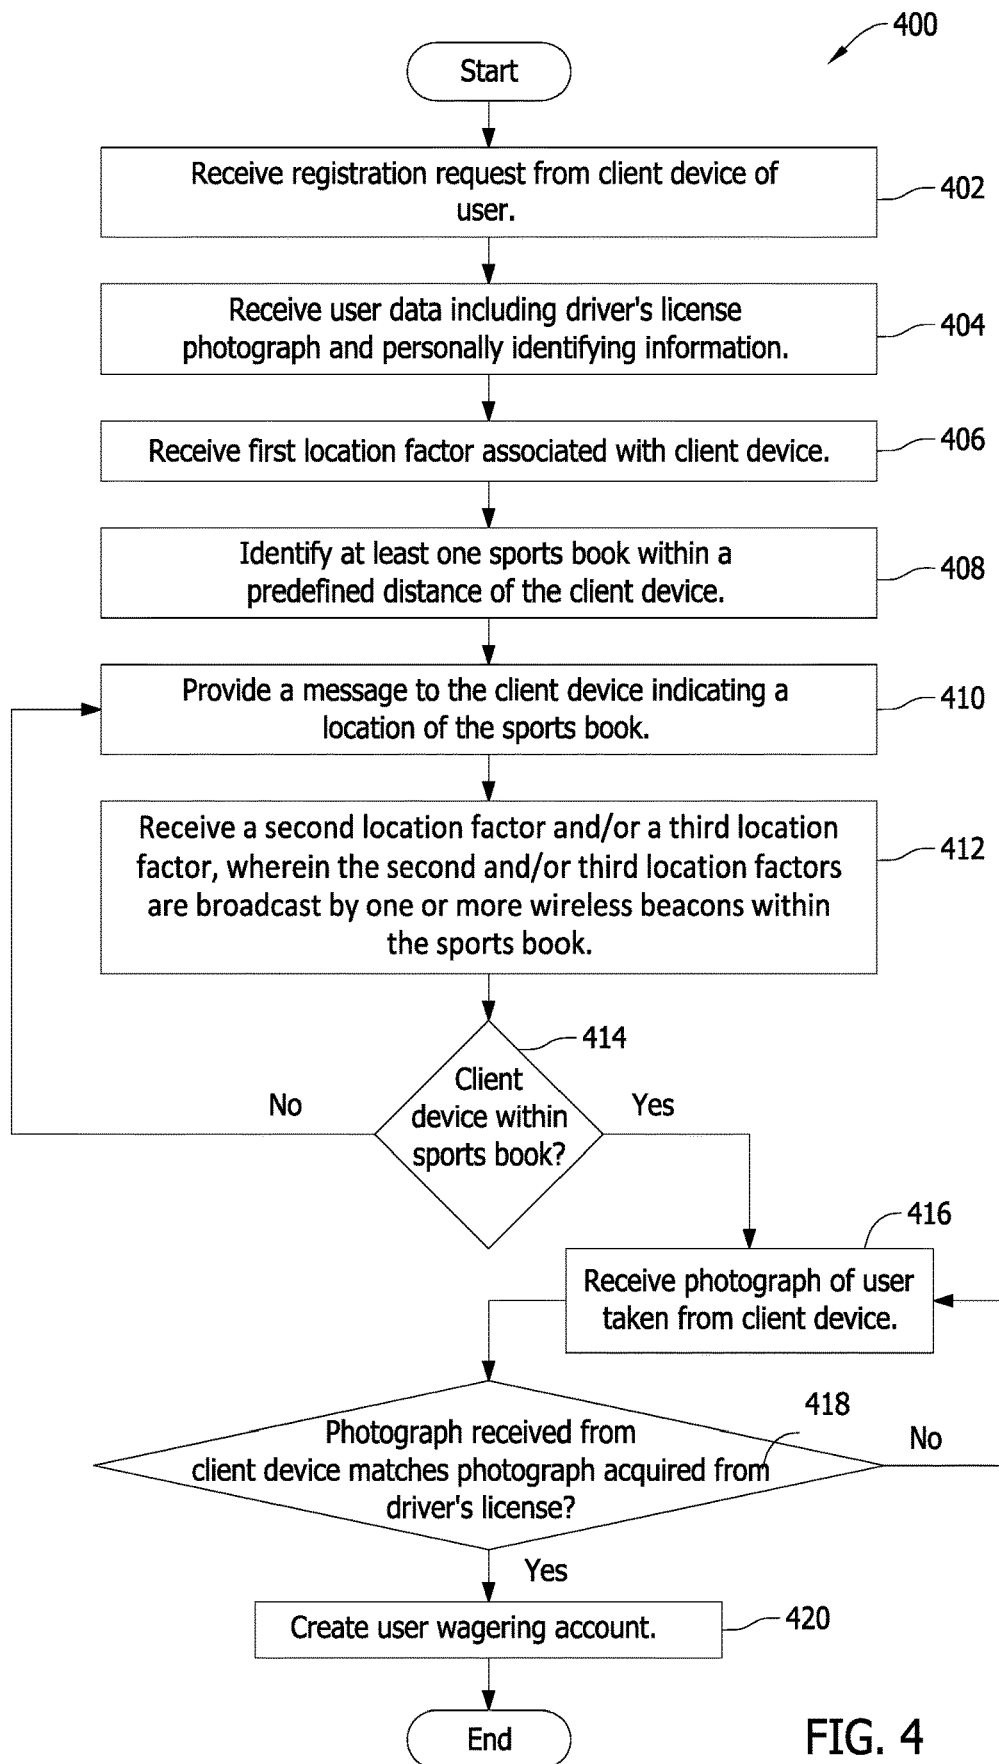 400
Start
Receive registration request from client device of
user.
402
Receive user data including driver's license
photograph and personally identifying information.
404
Receive first location factor associated with client device.
406
Identify at least one sports book within a
predefined distance of the client device.
408
Provide a message to the client device indicating a
location of the sports book.
410
Receive a second location factor and/or a third location
factor, wherein the second and/or third location factors
are broadcast by one or more wireless beacons within
the sports book.
412
414
Client
device within
sports book?
No
Yes
416
Receive photograph of user
taken from client device.
418
Photograph received from
client device matches photograph acquired from
driver's license?
No
Yes
Create user wagering account.
420
End
FIG. 4